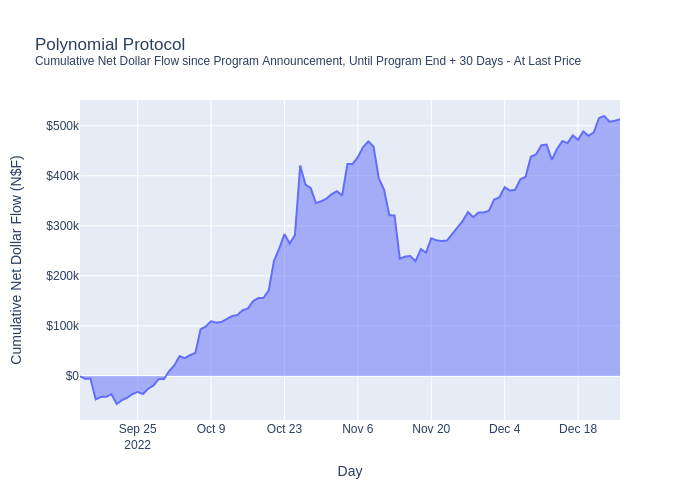 Polynomial Protocol
Cumulative Net Dollar Flow since Program Announcement, Until Program End + 30 Days - At Last Price
Cumulative Net Dollar Flow (N$F)
$500k
$400k
$300k
$200k
$100k
$0
Sep 25
2022
Oct 9
Oct 23
Nov 6
Nov 20
Dec 4
Dec 18
Day